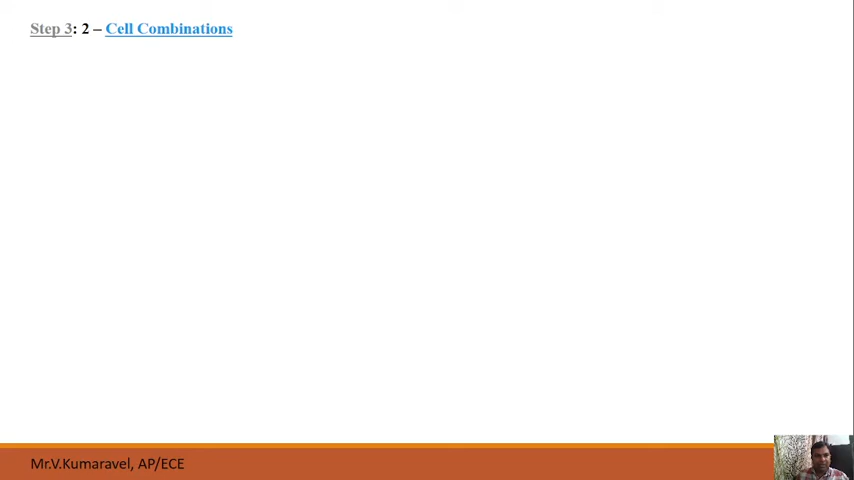 Step 3: 2 – Cell Combinations
Mr.V.Kumaravel, AP/ECE